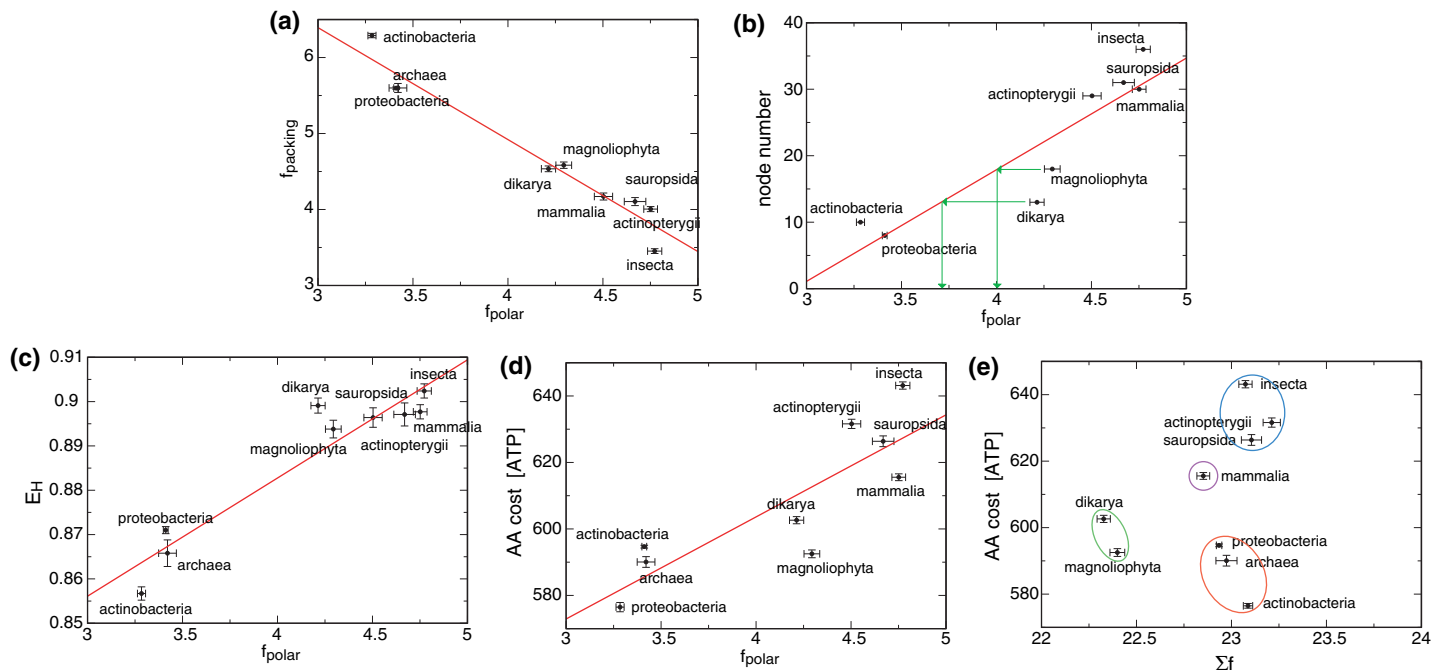 (a)
6
5
4
3
f_packing
actinobacteria
archaea
proteobacteria
magnoliophyta
dikarya
sauropsida
mammalia
actinopterygii
insecta
3 3.5 4 4.5 5
f_polar
(b)
40
30
20
10
0
node number
insecta
sauropsida
actinopterygii
mammalia
magnoliophyta
dikarya
actinobacteria
proteobacteria
3 3.5 4 4.5 5
f_polar
(c)
0.91
0.9
0.89
0.88
0.87
0.86
0.85
E_H
insecta
dikarya
sauropsida
mammalia
magnoliophyta
actinopterygii
proteobacteria
archaea
actinobacteria
3 3.5 4 4.5 5
f_polar
(d)
640
620
600
580
AA cost [ATP]
insecta
actinopterygii
sauropsida
mammalia
dikarya
actinobacteria
magnoliophyta
archaea
proteobacteria
3 3.5 4 4.5 5
f_polar
(e)
640
620
600
580
AA cost [ATP]
insecta
actinopterygii
sauropsida
mammalia
dikarya
proteobacteria
magnoliophyta
archaea
actinobacteria
22 22.5 23 23.5 24
Σf